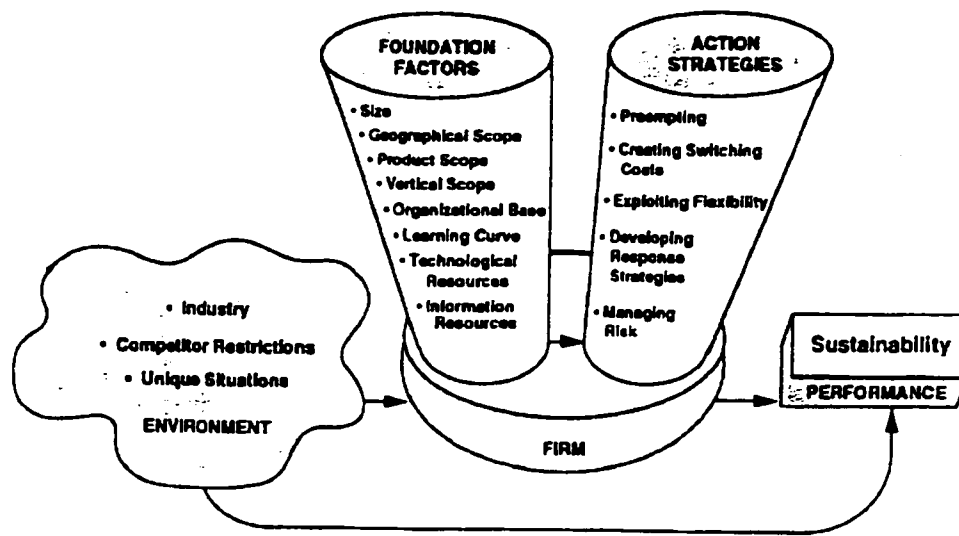 FOUNDATION
FACTORS
• Size
• Geographical Scope
• Product Scope
• Vertical Scope
• Organizational Base
• Learning Curve
• Technological
Resources
• Information
Resources
ACTION
STRATEGIES
• Preempting
• Creating Switching
Costs
• Exploiting Flexibility
• Developing
Response
Strategies
• Managing
Risk
• Industry
• Competitor Restrictions
• Unique Situations
ENVIRONMENT
FIRM
Sustainability
PERFORMANCE